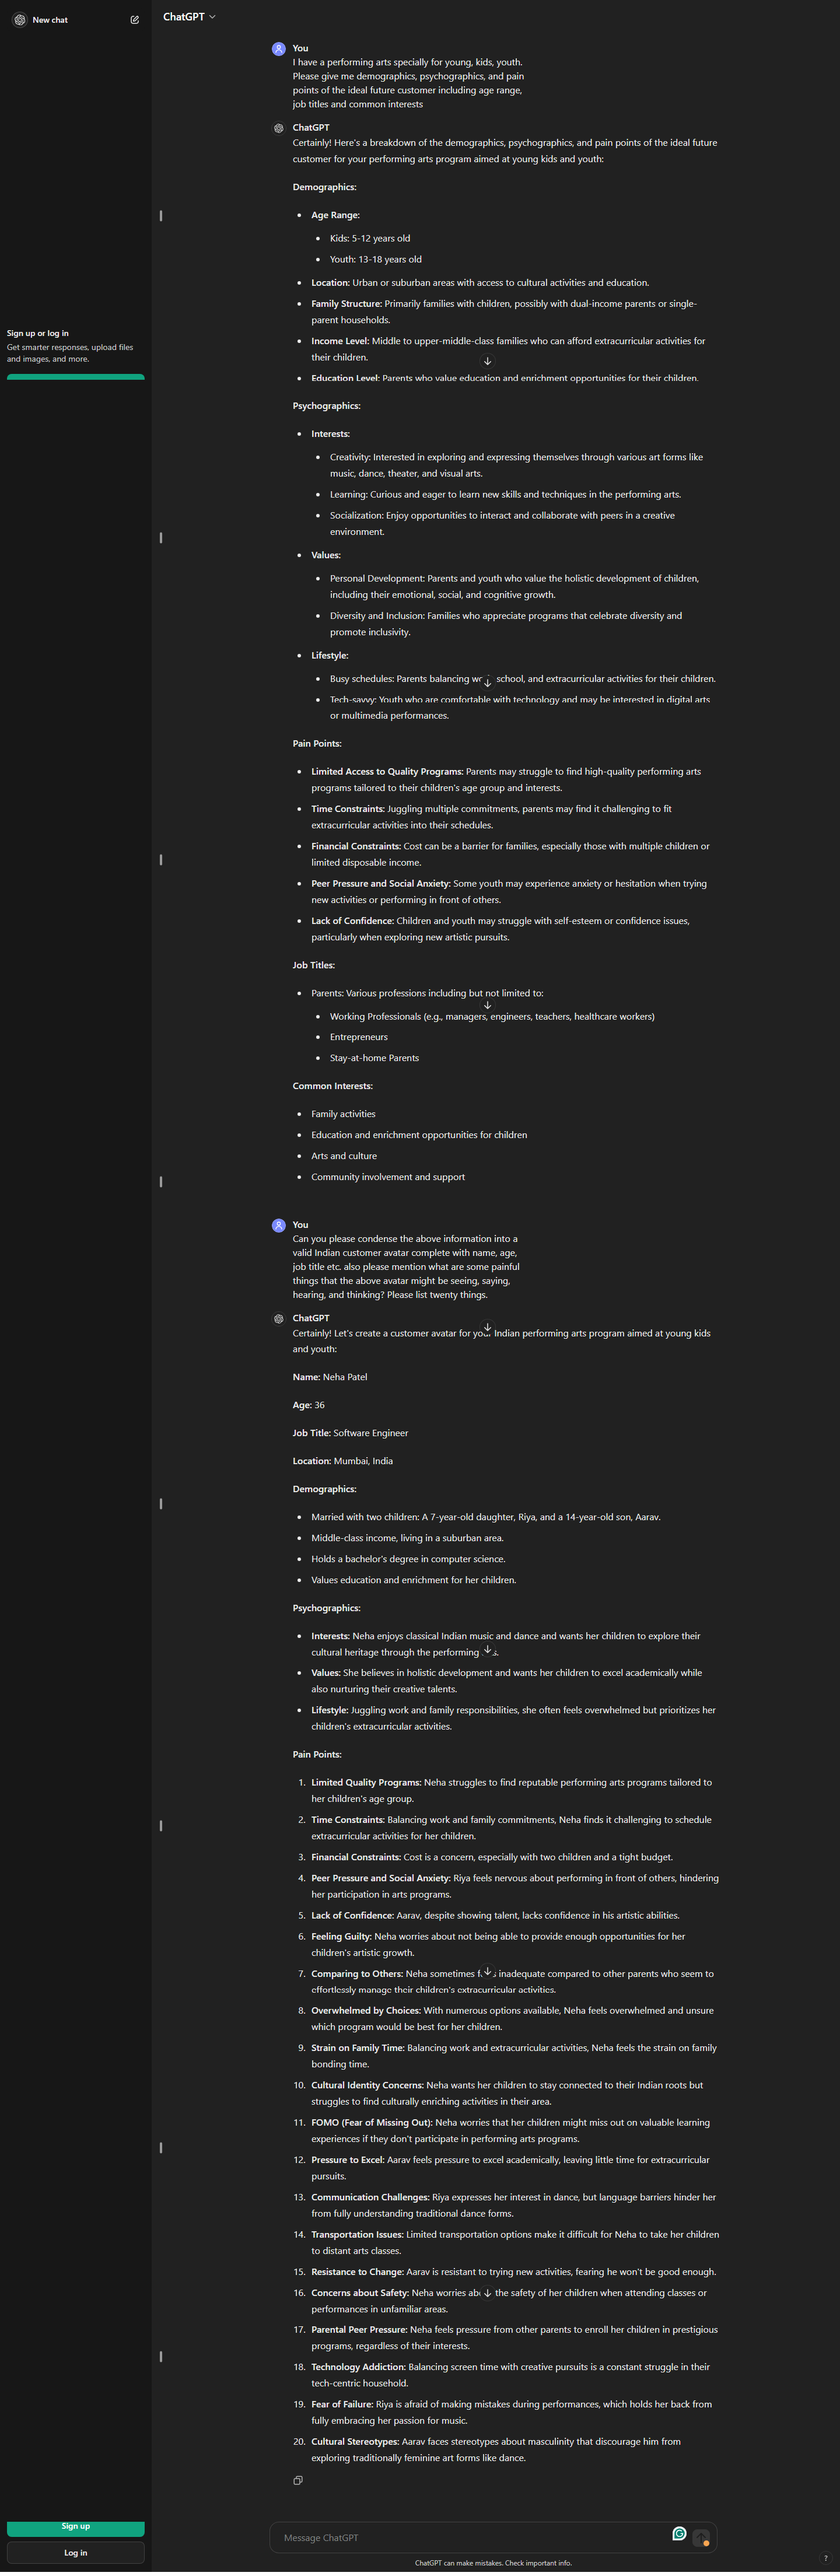 New chat
ChatGPT
You
I have a performing arts specially for young, kids, youth.
Please give me demographics, psychographics, and pain
points of the ideal future customer including age range,
job titles and common interests
ChatGPT
Certainly! Here's a breakdown of the demographics, psychographics, and pain points of the ideal future
customer for your performing arts program aimed at young kids and youth:
Demographics:
• Age Range:
• Kids: 5-12 years old
• Youth: 13-18 years old
• Location: Urban or suburban areas with access to cultural activities and education.
• Family Structure: Primarily families with children, possibly with dual-income parents or single-
parent households.
• Income Level: Middle to upper-middle-class families who can afford extracurricular activities for
their children.
• Education Level: Parents who value education and enrichment opportunities for their children.
Sign up or log in
Get smarter responses, upload files
and images, and more.
Psychographics:
• Interests:
• Creativity: Interested in exploring and expressing themselves through various art forms like
music, dance, theater, and visual arts.
• Learning: Curious and eager to learn new skills and techniques in the performing arts.
• Socialization: Enjoy opportunities to interact and collaborate with peers in a creative
environment.
• Values:
• Personal Development: Parents and youth who value the holistic development of children,
including their emotional, social, and cognitive growth.
• Diversity and Inclusion: Families who appreciate programs that celebrate diversity and
promote inclusivity.
• Lifestyle:
• Busy schedules: Parents balancing school, and extracurricular activities for their children.
• Tech-savvy: Youth who are comfortable with technology and may be interested in digital arts
or multimedia performances.
Pain Points:
• Limited Access to Quality Programs: Parents may struggle to find high-quality performing arts
programs tailored to their children's age group and interests.
• Time Constraints: Juggling multiple commitments, parents may find it challenging to fit
extracurricular activities into their schedules.
• Financial Constraints: Cost can be a barrier for families, especially those with multiple children or
limited disposable income.
• Peer Pressure and Social Anxiety: Some youth may experience anxiety or hesitation when trying
new activities or performing in front of others.
• Lack of Confidence: Children and youth may struggle with self-esteem or confidence issues,
particularly when exploring new artistic pursuits.
Job Titles:
• Parents: Various professions including but not limited to:
• Working Professionals (e.g., managers, engineers, teachers, healthcare workers)
• Entrepreneurs
• Stay-at-home Parents
Common Interests:
• Family activities
• Education and enrichment opportunities for children
• Arts and culture
• Community involvement and support
You
Can you please condense the above information into a
valid Indian customer avatar complete with name, age,
job title etc. also please mention what are some painful
things that the above avatar might be seeing, saying,
hearing, and thinking? Please list twenty things.
ChatGPT
Certainly! Let's create a customer avatar for your Indian performing arts program aimed at young kids
and youth:
Name: Neha Patel
Age: 36
Job Title: Software Engineer
Location: Mumbai, India
Demographics:
• Married with two children: A 7-year-old daughter, Riya, and a 14-year-old son, Aarav.
• Middle-class income, living in a suburban area.
• Holds a bachelor's degree in computer science.
• Values education and enrichment for her children.
Psychographics:
• Interests: Neha enjoys classical Indian music and dance and wants her children to explore their
cultural heritage through the performing
• Values: She believes in holistic development and wants her children to excel academically while
also nurturing their creative talents.
• Lifestyle: Juggling work and family responsibilities, she often feels overwhelmed but prioritizes her
children's extracurricular activities.
Pain Points:
1. Limited Quality Programs: Neha struggles to find reputable performing arts programs tailored to
her children's age group.
2. Time Constraints: Balancing work and family commitments, Neha finds it challenging to schedule
extracurricular activities for her children.
3. Financial Constraints: Cost is a concern, especially with two children and a tight budget.
4. Peer Pressure and Social Anxiety: Riya feels nervous about performing in front of others, hindering
her participation in arts programs.
5. Lack of Confidence: Aarav, despite showing talent, lacks confidence in his artistic abilities.
6. Feeling Guilty: Neha worries about not being able to provide enough opportunities for her
children's artistic growth.
7. Comparing to Others: Neha sometimes inadequate compared to other parents who seem to
effortlessly manage their children's extracurricular activities.
8. Overwhelmed by Choices: With numerous options available, Neha feels overwhelmed and unsure
which program would be best for her children.
9. Strain on Family Time: Balancing work and extracurricular activities, Neha feels the strain on family
bonding time.
10. Cultural Identity Concerns: Neha wants her children to stay connected to their Indian roots but
struggles to find culturally enriching activities in their area.
11. FOMO (Fear of Missing Out): Neha worries that her children might miss out on valuable learning
experiences if they don't participate in performing arts programs.
12. Pressure to Excel: Aarav feels pressure to excel academically, leaving little time for extracurricular
pursuits.
13. Communication Challenges: Riya expresses her interest in dance, but language barriers hinder her
from fully understanding traditional dance forms.
14. Transportation Issues: Limited transportation options make it difficult for Neha to take her children
to distant arts classes.
15. Resistance to Change: Aarav is resistant to trying new activities, fearing he won't be good enough.
16. Concerns about Safety: Neha worries the safety of her children when attending classes or
performances in unfamiliar areas.
17. Parental Peer Pressure: Neha feels pressure from other parents to enroll her children in prestigious
programs, regardless of their interests.
18. Technology Addiction: Balancing screen time with creative pursuits is a constant struggle in their
tech-centric household.
19. Fear of Failure: Riya is afraid of making mistakes during performances, which holds her back from
fully embracing her passion for music.
20. Cultural Stereotypes: Aarav faces stereotypes about masculinity that discourage him from
exploring traditionally feminine art forms like dance.
Sign up
Log in
Message ChatGPT
ChatGPT can make mistakes. Check important info.
?